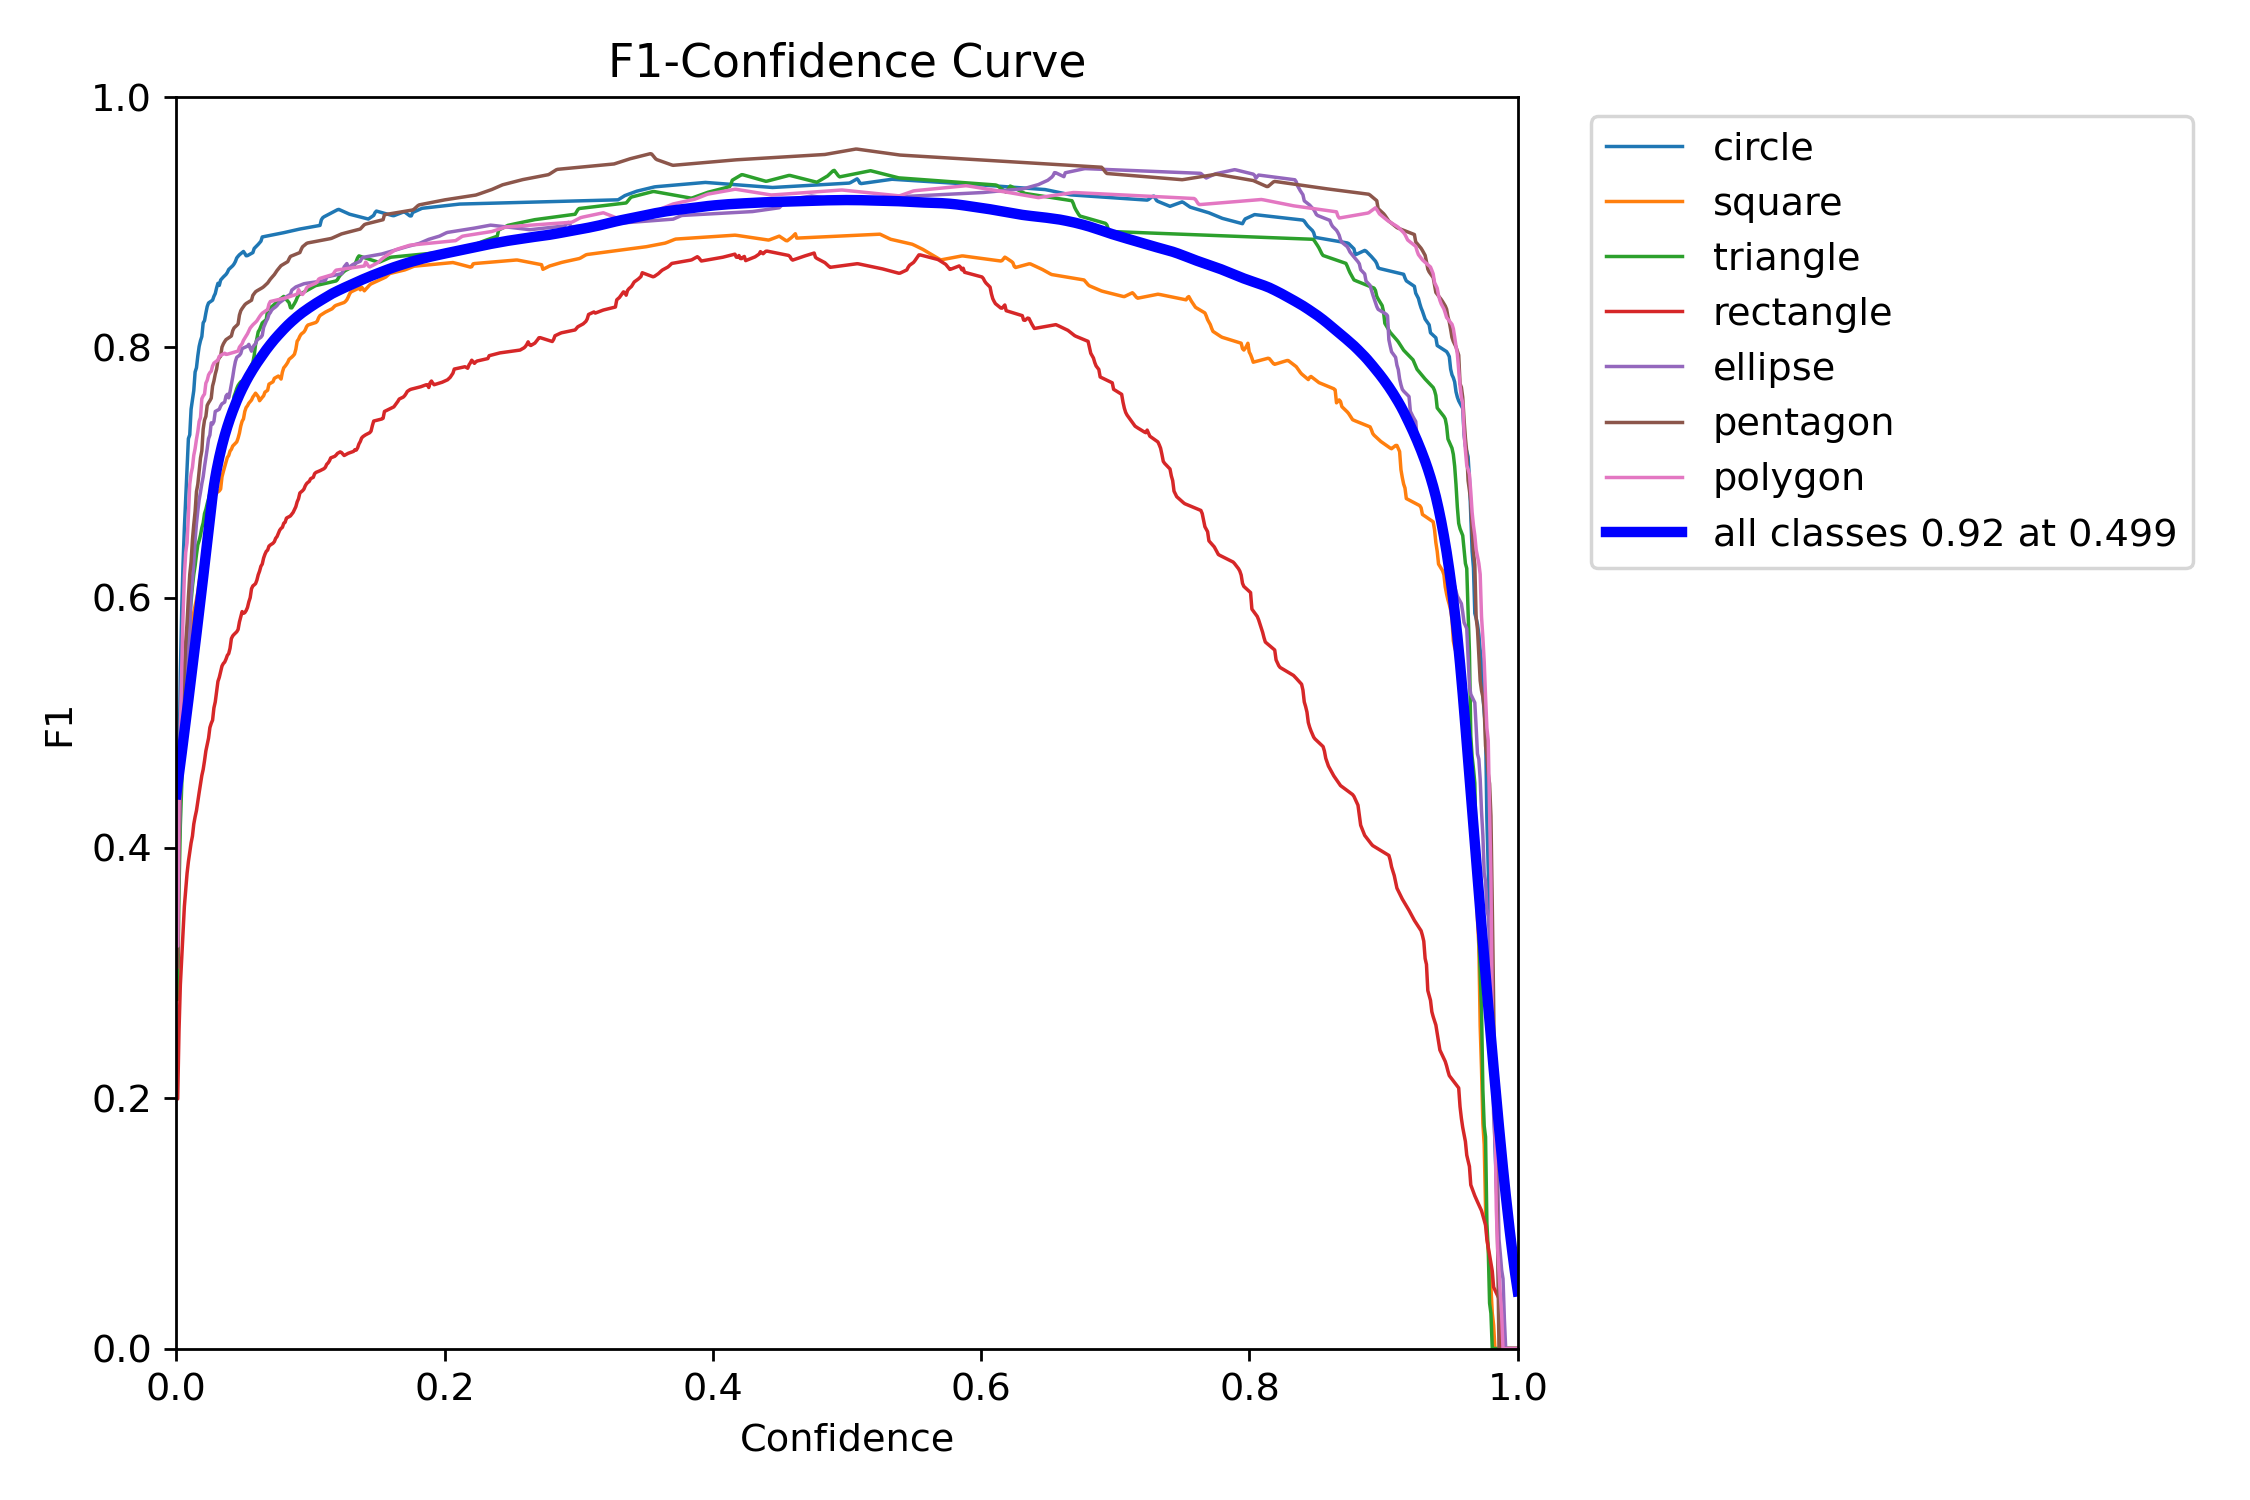 F1-Confidence Curve
1.0
0.8
0.6
0.4
0.2
0.0
F1
0.0 0.2 0.4 0.6 0.8 1.0
Confidence
circle
square
triangle
rectangle
ellipse
pentagon
polygon
all classes 0.92 at 0.499